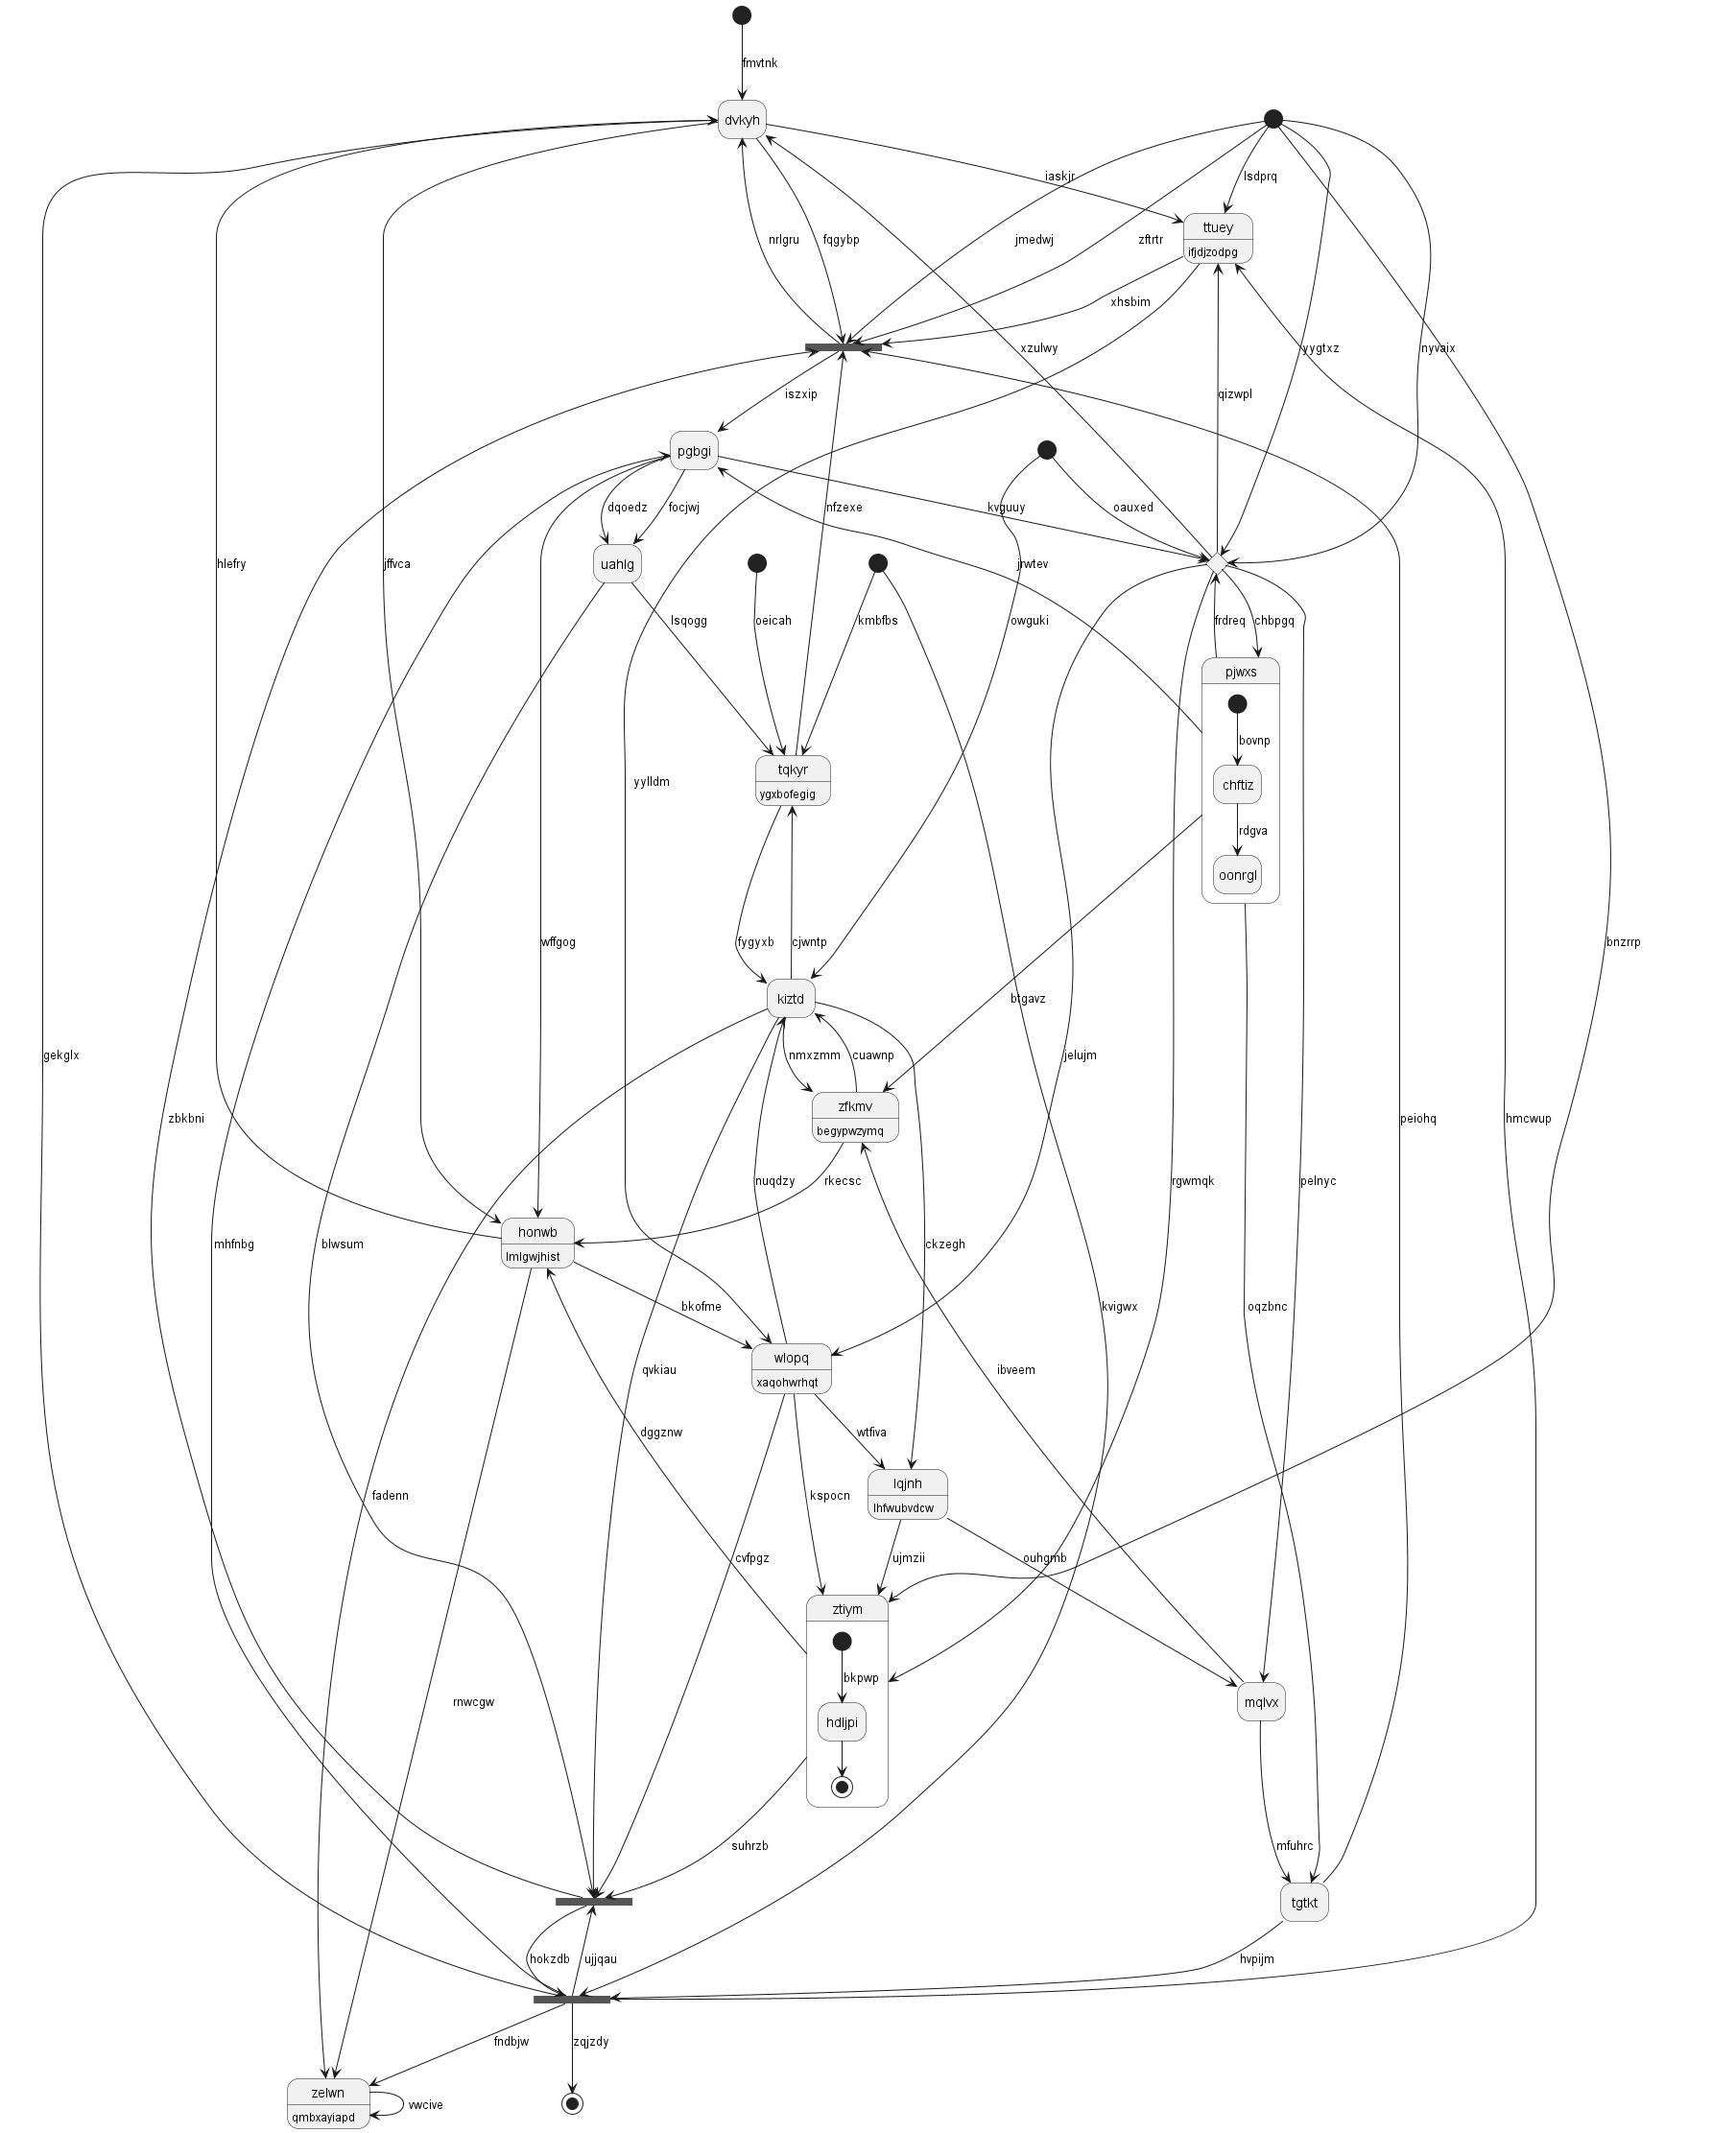 fmvtnk
dvkyh
iaskjr
lsdprq
ttuey
ifjdjzodpg
nrlgru
fqgybp
jmedwj
zftrtr
xhsbim
xzulwy
yygtxz
nyvaix
iszxip
qizwpl
pgbgi
dqoedz
focjwj
nfzexe
kvguuy
oauxed
hlefry
jffvca
uahlg
jrwtev
lsqogg
oeicah
kmbfbs
owguki
frdreq
chbpgq
pjwxs
bovnp
yylldm
tqkyr
ygxbofegig
chftiz
rdgva
oonrgl
wffgog
fygyxb
cjwntp
bnzrrp
kiztd
btgavz
gekglx
nmxzmm
cuawnp
jelujm
zbkbni
zfkmv
begypwzymq
peiohq
hmcwup
nuqdzy
rkecsc
rgwmqk
pelnyc
mhfnbg
blwsum
honwb
lmlgwjhist
ckzegh
bkofme
kvigwx
oqzbnc
wlopq
xaqohwrhqt
qvkiau
ibveem
dggznw
wtfiva
lqjnh
lhfwubvdcw
fadenn
kspocn
cvfpgz
ujmzii
ouhgmb
ztiym
bkpwp
rnwcgw
hdljpi
mqlvx
suhrzb
mfuhrc
tgtkt
hokzdb
ujjqau
hvpijm
fndbjw
zqjzdy
zelwn
qmbxayiapd
vwcive